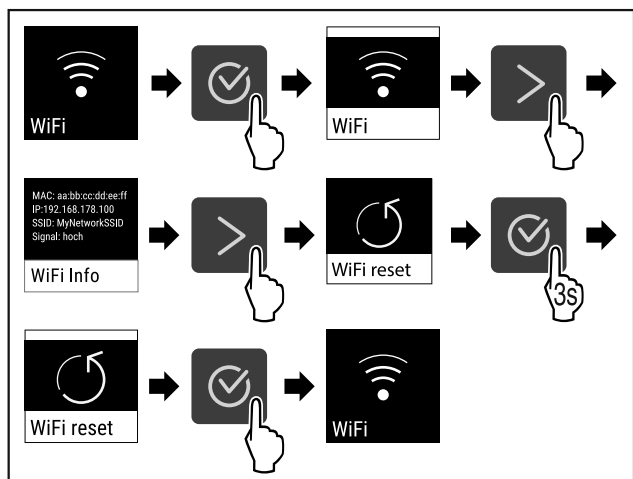 WiFi
WiFi
MAC: aa:bb:cc:dd:ee:ff
IP:192.168.178.100
SSID: MyNetworkSSID
Signal: hoch
WiFi Info
WiFi reset
3s
WiFi reset
WiFi